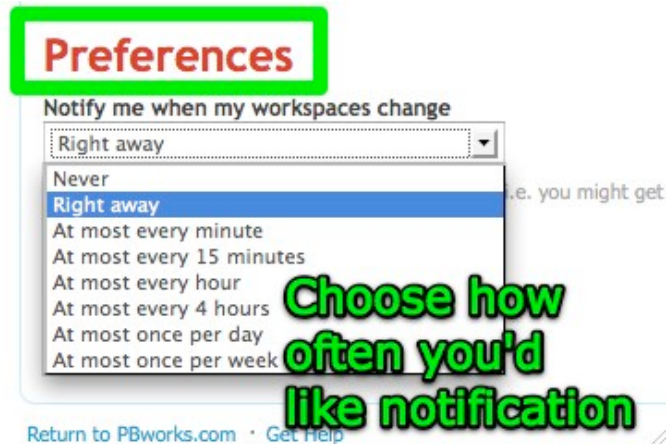 Preferences
Notify me when my workspaces change
Right away
Never
Right away
i.e. you might get
At most every minute
At most every 15 minutes
At most every hour
At most every 4 hours
At most once per day
At most once per week
Choose how
often you'd
like notification
Return to PBworks.com · Get Help